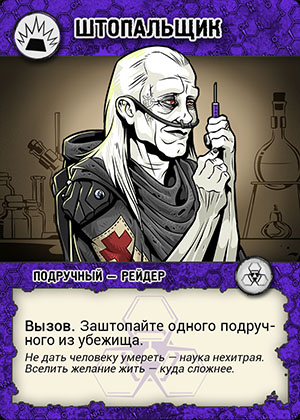 ШТОПАЛЬЩИК
ПОДРУЧНЫЙ – РЕЙДЕР
Вызов. Заштопайте одного подруч-
ного из убежища.
Не дать человеку умереть – наука нехитрая.
Вселить желание жить – куда сложнее.